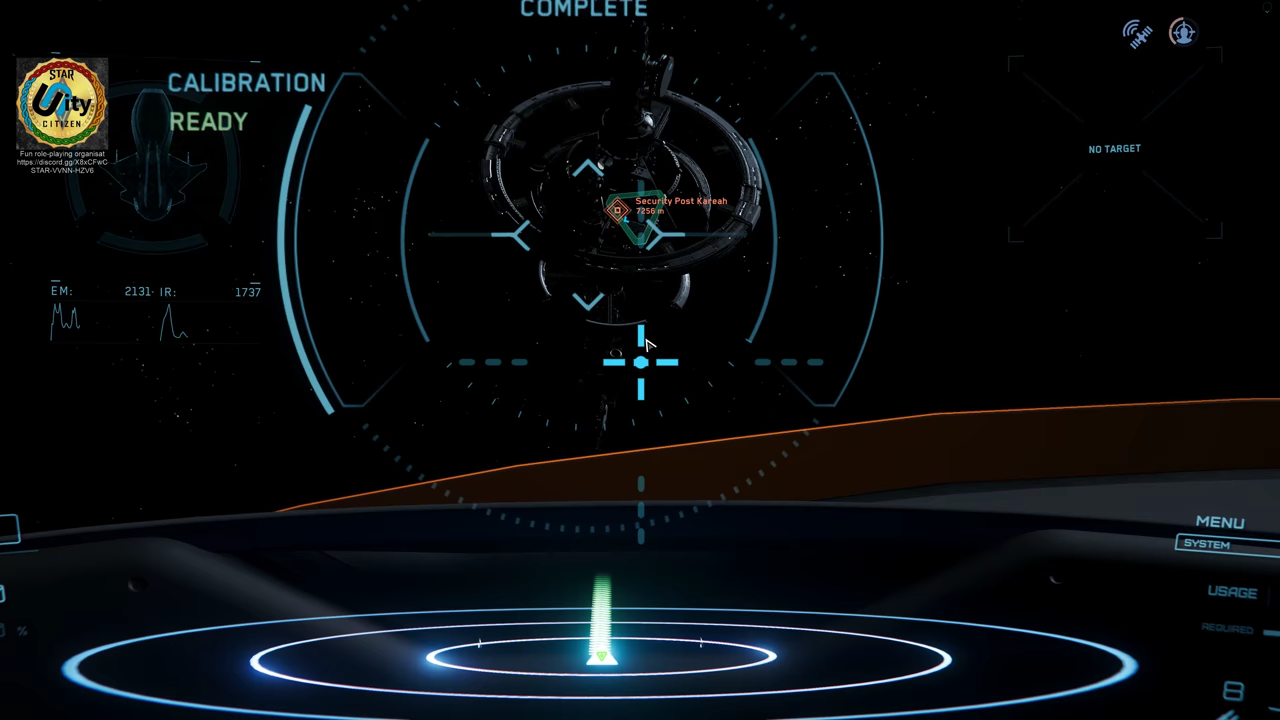 COMPLETE
CALIBRATION
READY
STAR
Uity
CITIZEN
Fun role-playing organisat
https://discord.gg/X8xCFwC
STAR-VVNN-HZV6
NO TARGET
Security Post Kareah
7256 m
EM: 2131 IR: 1737
MENU
SYSTEM
USAGE
REQUIRED
%
8